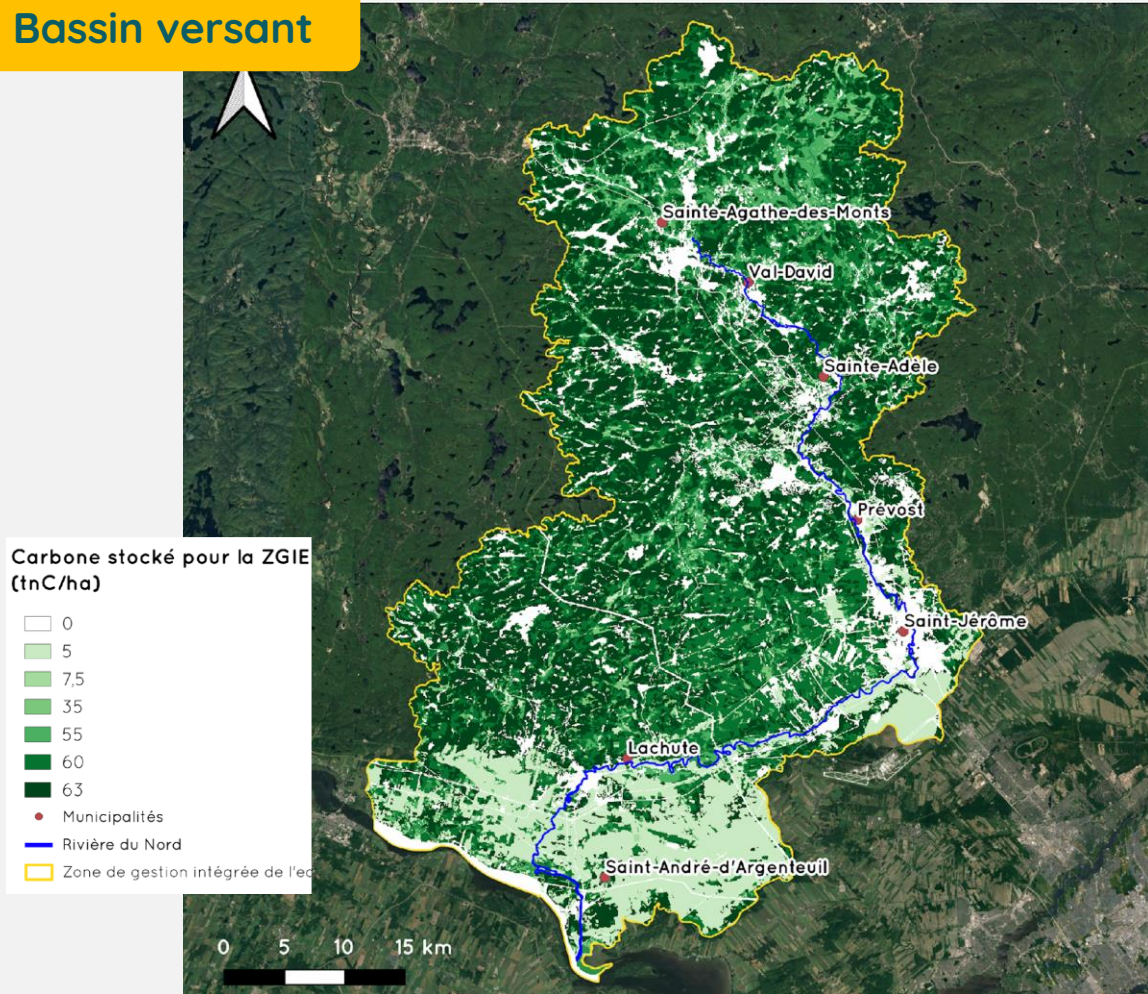 Bassin versant
Sainte-Agathe-des-Monts
Val-David
Sainte-Adèle
Prévost
Saint-Jérôme
Lachute
Saint-André-d'Argenteuil
Carbone stocké pour la ZGIE
(tnC/ha)
0
5
7,5
35
55
60
63
Municipalités
Rivière du Nord
Zone de gestion intégrée de l'ea
0 5 10 15 km